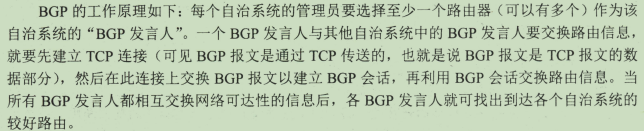 BGP 的工作原理如下：每个自治系统的管理员要选择至少一个路由器（可以有多个）作为该
自治系统的“BGP 发言人”。一个 BGP 发言人与其他自治系统中的 BGP 发言人要交换路由信息，
就要先建立 TCP 连接（可见 BGP 报文是通过 TCP 传送的，也就是说 BGP 报文是 TCP 报文的数
据部分），然后在此连接上交换 BGP 报文以建立 BGP 会话，再利用 BGP 会话交换路由信息。当
所有 BGP 发言人都相互交换网络可达性的信息后，各 BGP 发言人就可找出到达各个自治系统的
较好路由。